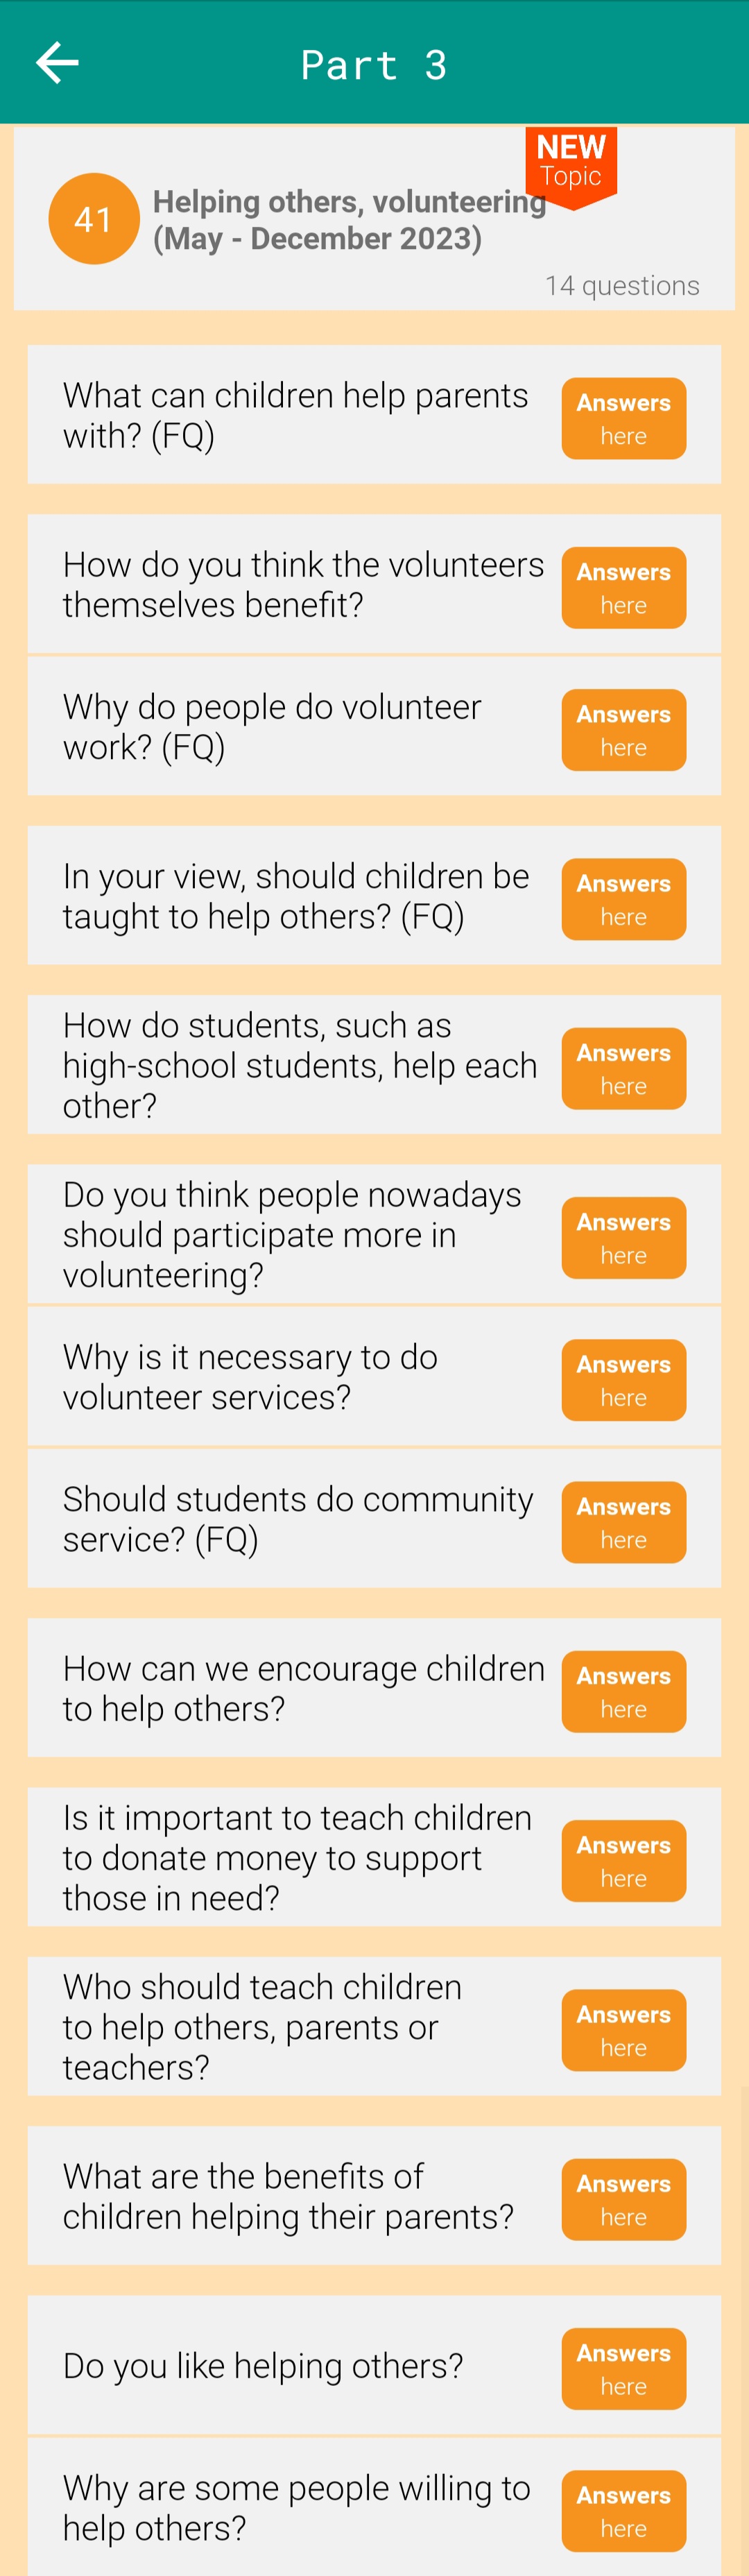 Part 3
NEW
Topic
41
Helping others, volunteering
(May - December 2023)
14 questions
What can children help parents
with? (FQ)
Answers
here
How do you think the volunteers
themselves benefit?
Answers
here
Why do people do volunteer
work? (FQ)
Answers
here
In your view, should children be
taught to help others? (FQ)
Answers
here
How do students, such as
high-school students, help each
other?
Answers
here
Do you think people nowadays
should participate more in
volunteering?
Answers
here
Why is it necessary to do
volunteer services?
Answers
here
Should students do community
service? (FQ)
Answers
here
How can we encourage children
to help others?
Answers
here
Is it important to teach children
to donate money to support
those in need?
Answers
here
Who should teach children
to help others, parents or
teachers?
Answers
here
What are the benefits of
children helping their parents?
Answers
here
Do you like helping others?
Answers
here
Why are some people willing to
help others?
Answers
here